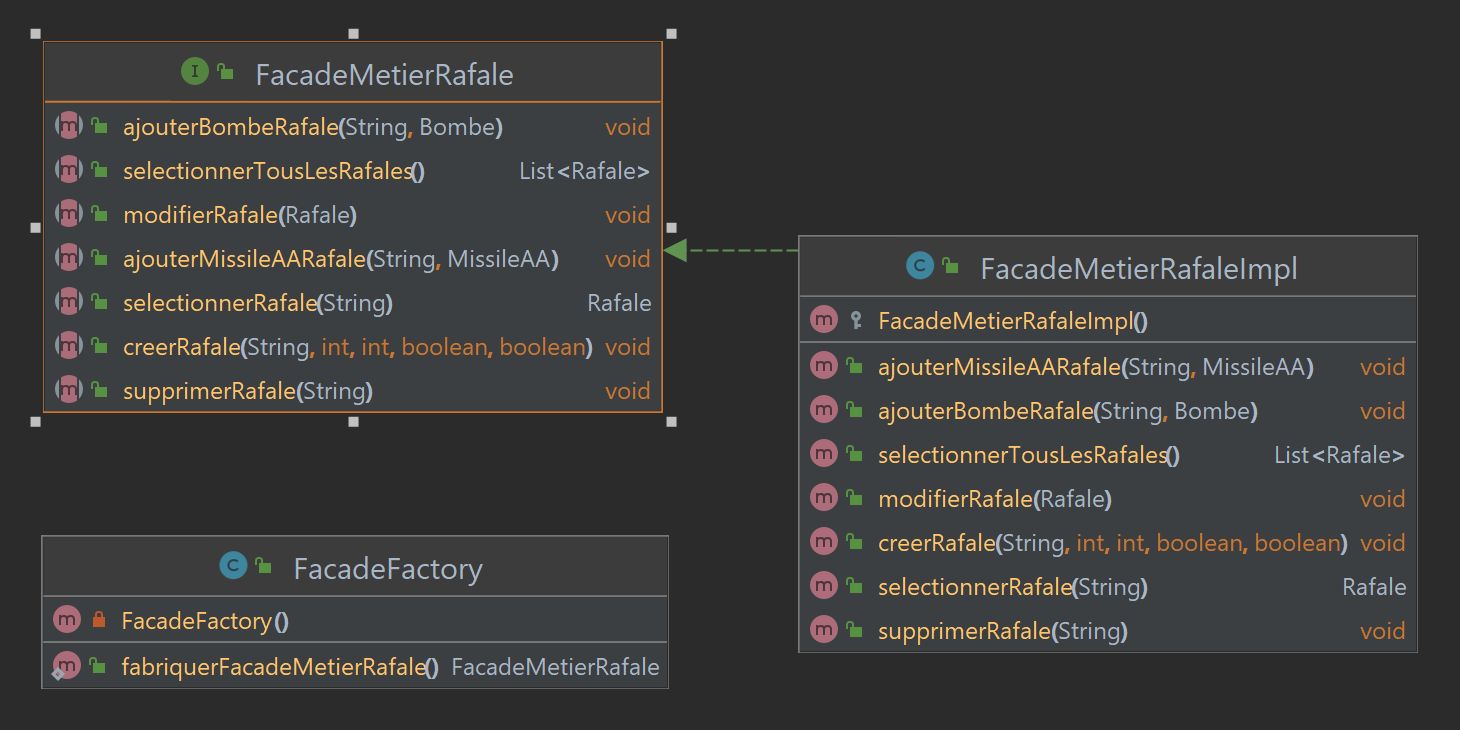 I FacadeMetierRafale
m ajouterBombeRafale(String, Bombe) void
m selectionnerTousLesRafales() List<Rafale>
m modifierRafale(Rafale) void
m ajouterMissileAARafale(String, MissileAA) void
m selectionnerRafale(String) Rafale
m creerRafale(String, int, int, boolean, boolean) void
m supprimerRafale(String) void
C FacadeMetierRafaleImpl
m FacadeMetierRafaleImpl()
m ajouterMissileAARafale(String, MissileAA) void
m ajouterBombeRafale(String, Bombe) void
m selectionnerTousLesRafales() List<Rafale>
m modifierRafale(Rafale) void
m creerRafale(String, int, int, boolean, boolean) void
m selectionnerRafale(String) Rafale
m supprimerRafale(String) void
C FacadeFactory
m FacadeFactory()
m fabriquerFacadeMetierRafale() FacadeMetierRafale